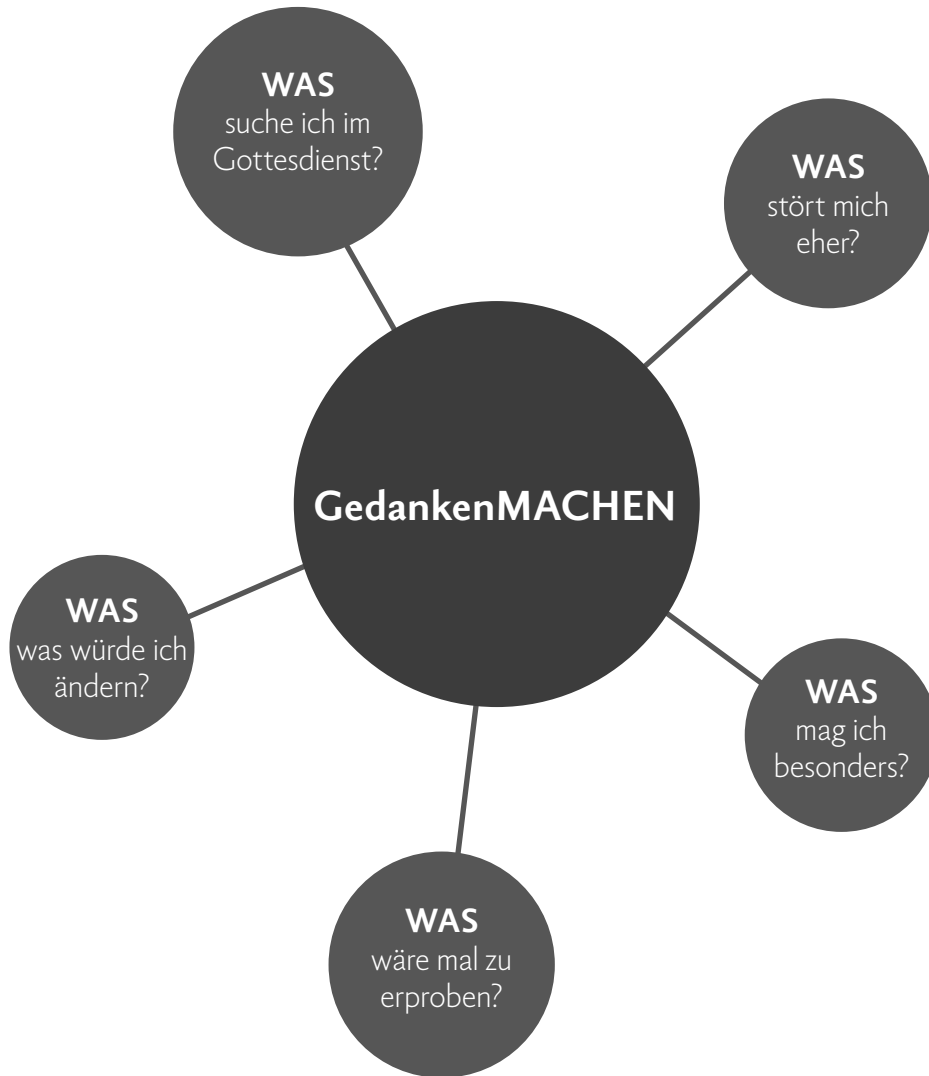 WAS
suche ich im
Gottesdienst?
WAS
stört mich
eher?
GedankenMACHEN
WAS
was würde ich
ändern?
WAS
mag ich
besonders?
WAS
wäre mal zu
erproben?